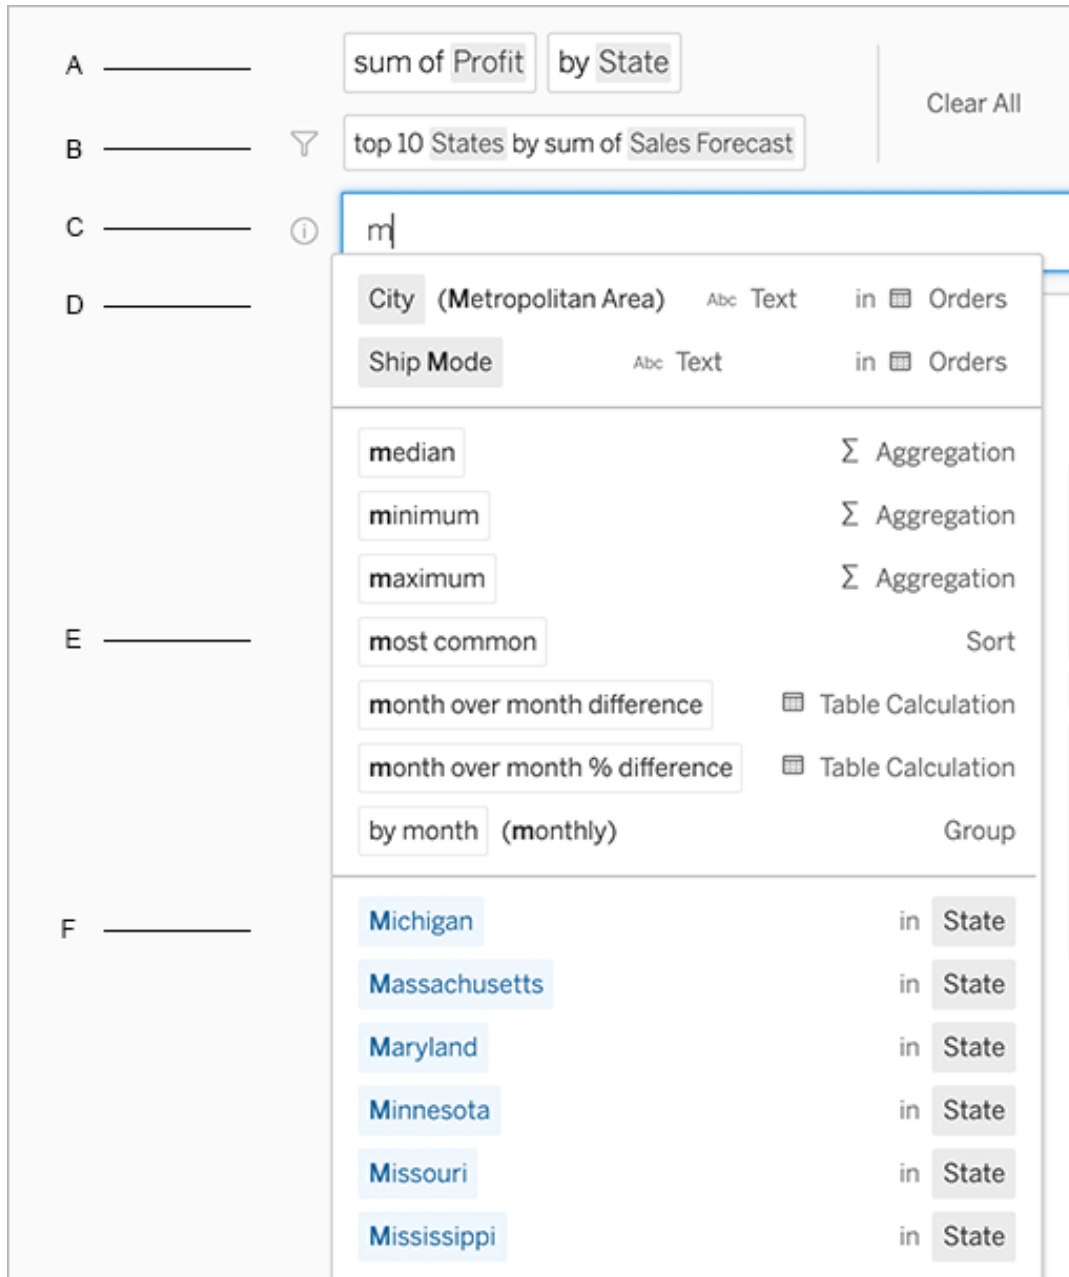 A sum of Profit by State
Clear All
B top 10 States by sum of Sales Forecast
C m
D City (Metropolitan Area) Abc Text in Orders
Ship Mode Abc Text in Orders
median Σ Aggregation
minimum Σ Aggregation
maximum Σ Aggregation
E most common Sort
month over month difference Table Calculation
month over month % difference Table Calculation
by month (monthly) Group
F Michigan in State
Massachusetts in State
Maryland in State
Minnesota in State
Missouri in State
Mississippi in State